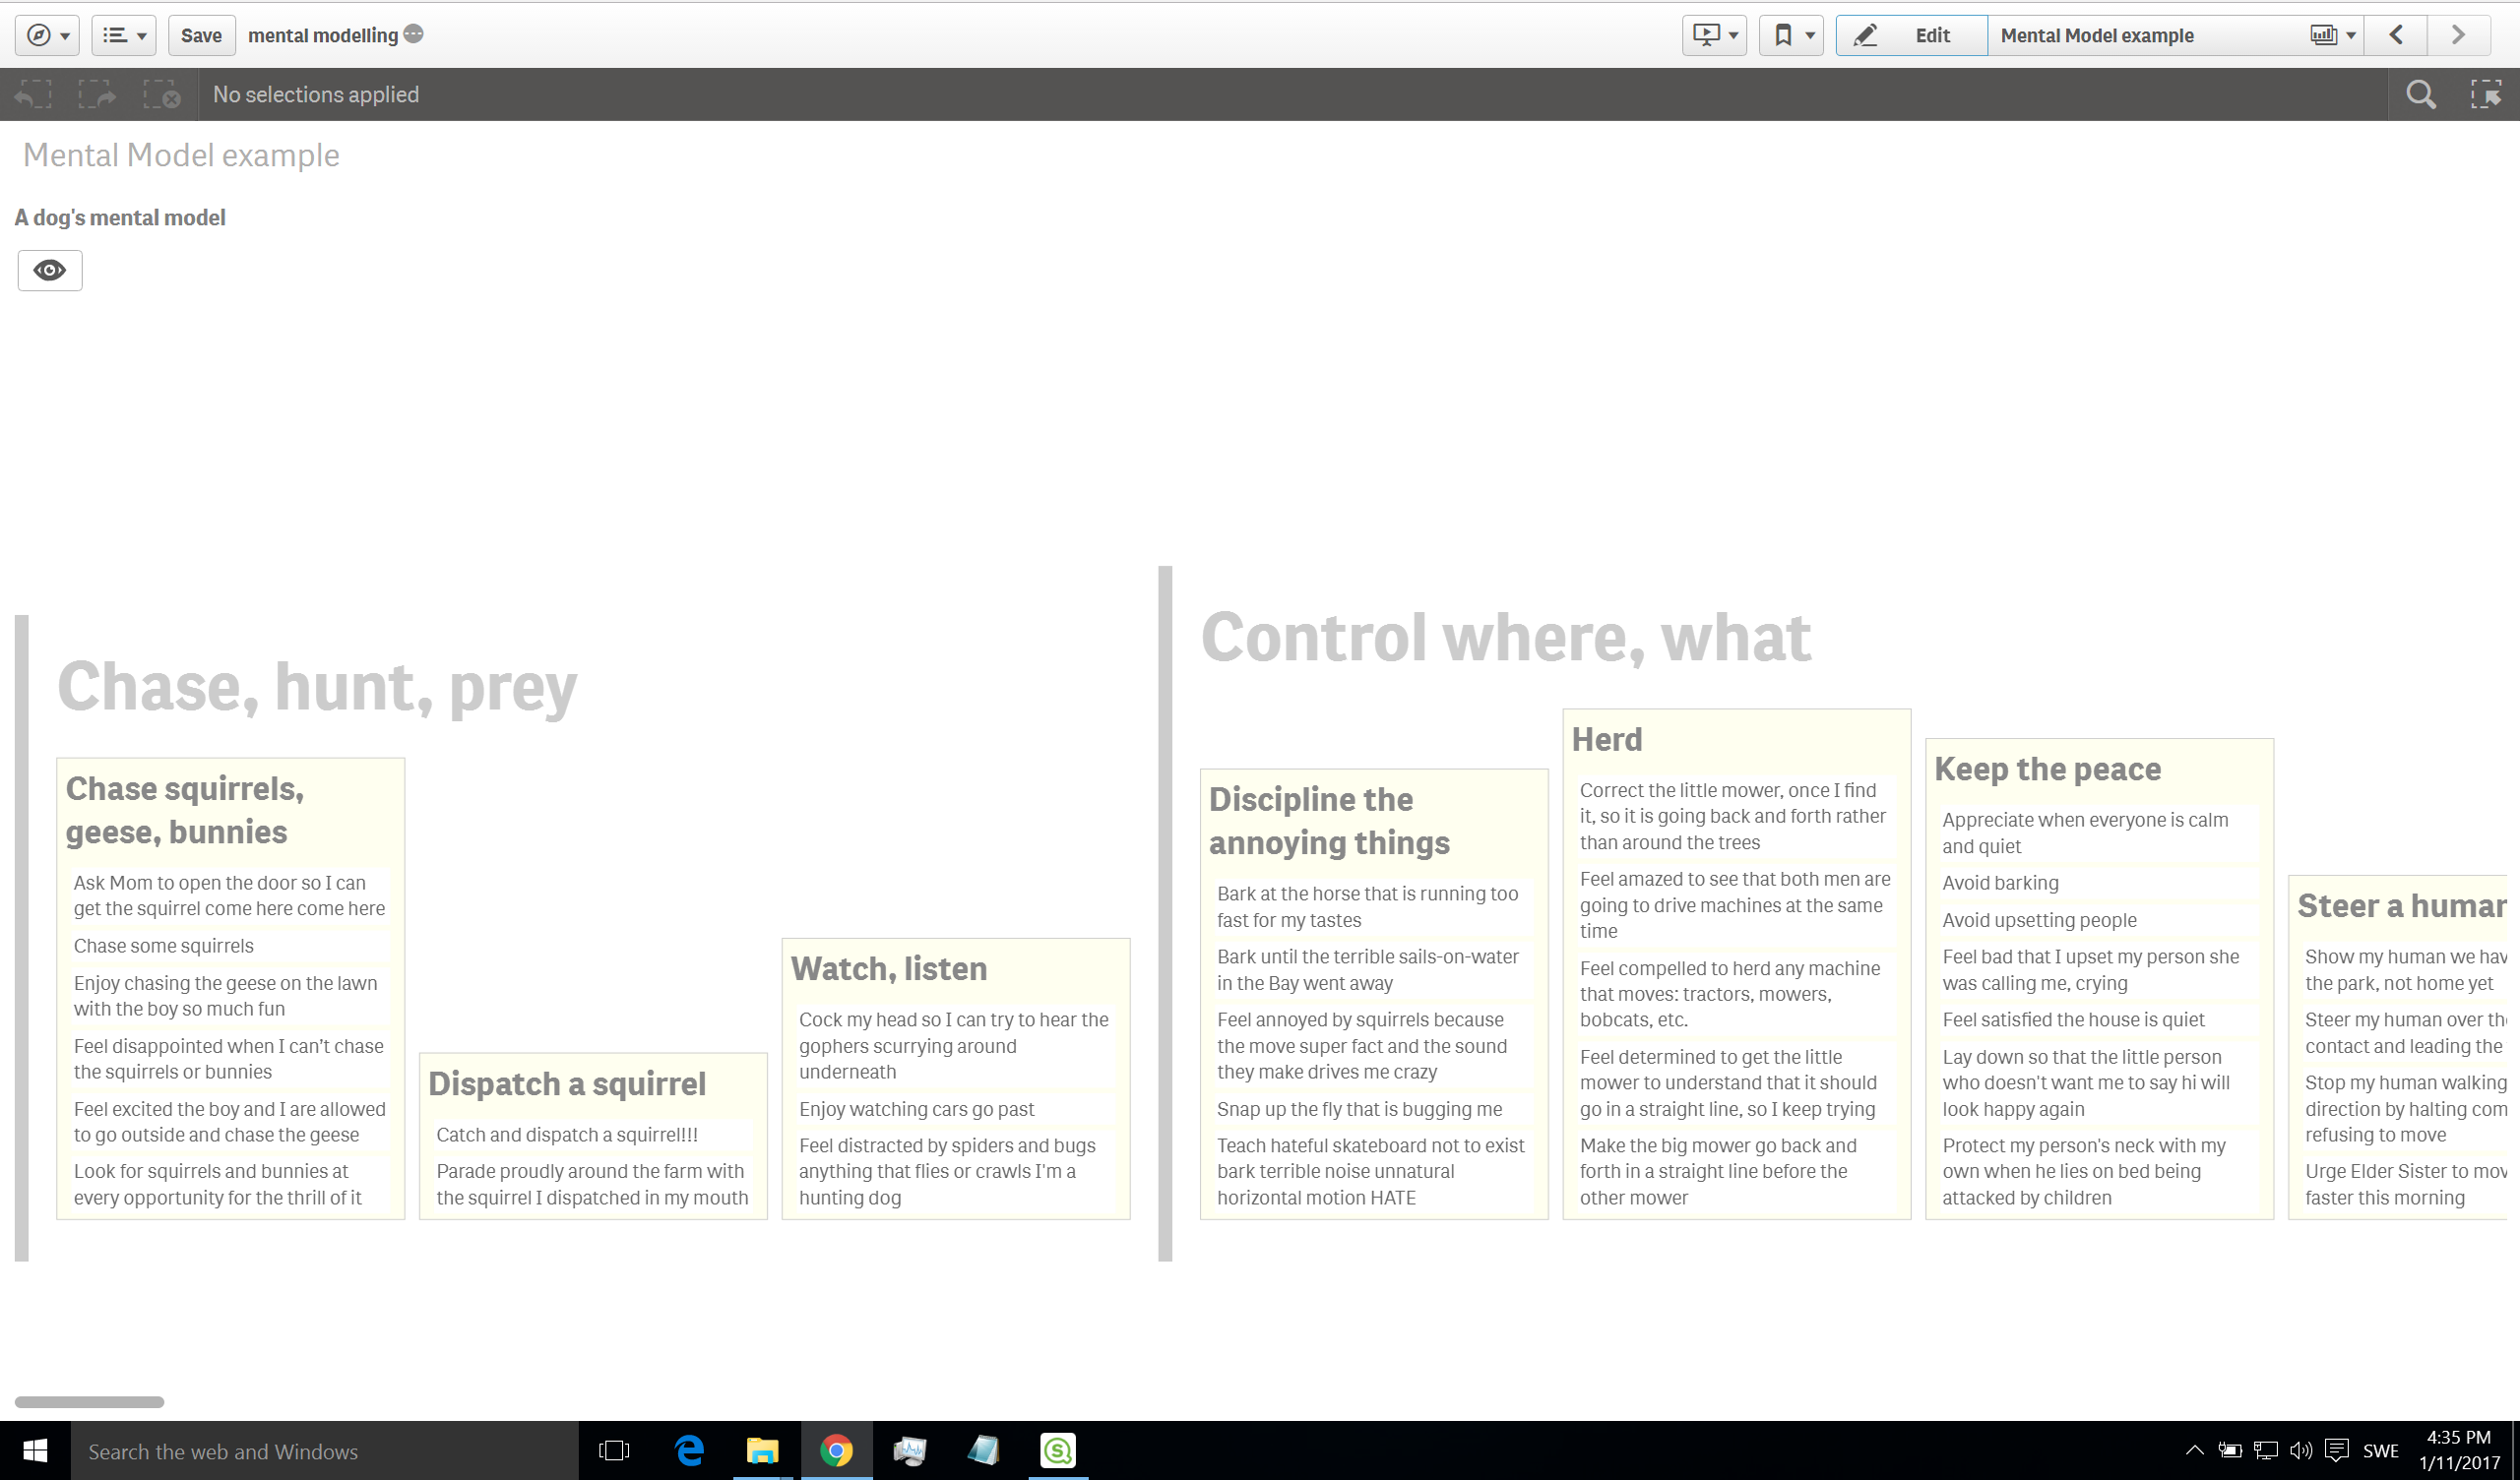 Save
mental modelling
Edit
Mental Model example
No selections applied
Mental Model example
A dog's mental model
Chase, hunt, prey
Chase squirrels,
geese, bunnies
Ask Mom to open the door so I can
get the squirrel come here come here
Chase some squirrels
Enjoy chasing the geese on the lawn
with the boy so much fun
Feel disappointed when I can’t chase
the squirrels or bunnies
Feel excited the boy and I are allowed
to go outside and chase the geese
Look for squirrels and bunnies at
every opportunity for the thrill of it
Dispatch a squirrel
Catch and dispatch a squirrel!!!
Parade proudly around the farm with
the squirrel I dispatched in my mouth
Watch, listen
Cock my head so I can try to hear the
gophers scurrying around
underneath
Enjoy watching cars go past
Feel distracted by spiders and bugs
anything that flies or crawls I'm a
hunting dog
Control where, what
Discipline the
annoying things
Bark at the horse that is running too
fast for my tastes
Bark until the terrible sails-on-water
in the Bay went away
Feel annoyed by squirrels because
the move super fact and the sound
they make drives me crazy
Snap up the fly that is bugging me
Teach hateful skateboard not to exist
bark terrible noise unnatural
horizontal motion HATE
Herd
Correct the little mower, once I find
it, so it is going back and forth rather
than around the trees
Feel amazed to see that both men are
going to drive machines at the same
time
Feel compelled to herd any machine
that moves: tractors, mowers,
bobcats, etc.
Feel determined to get the little
mower to understand that it should
go in a straight line, so I keep trying
Make the big mower go back and
forth in a straight line before the
other mower
Keep the peace
Appreciate when everyone is calm
and quiet
Avoid barking
Avoid upsetting people
Feel bad that I upset my person she
was calling me, crying
Feel satisfied the house is quiet
Lay down so that the little person
who doesn't want me to say hi will
look happy again
Protect my person's neck with my
own when he lies on bed being
attacked by children
Steer a human
Show my human we hav
the park, not home yet
Steer my human over th
contact and leading the
Stop my human walking
direction by halting com
refusing to move
Urge Elder Sister to mov
faster this morning
Search the web and Windows
SWE
4:35 PM
1/11/2017